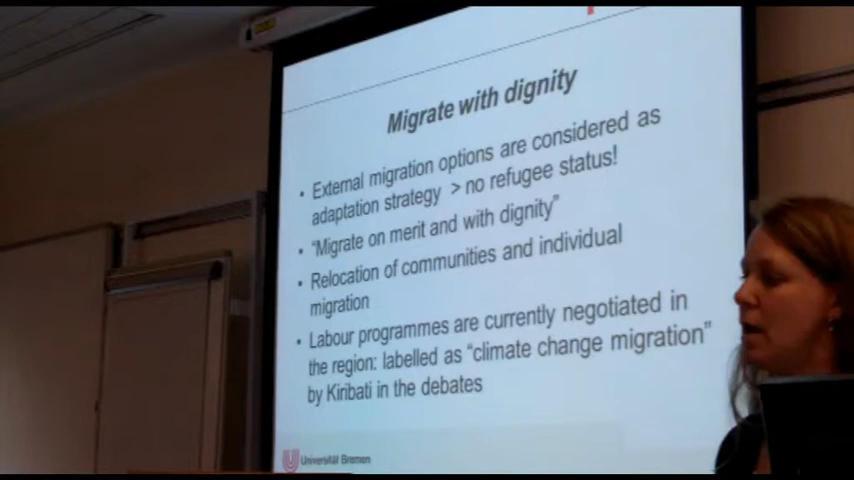 Migrate with dignity
• External migration options are considered as
adaptation strategy > no refugee status!
• "Migrate on merit and with dignity"
• Relocation of communities and individual
migration
• Labour programmes are currently negotiated in
the region: labelled as "climate change migration"
by Kiribati in the debates
Universität Bremen